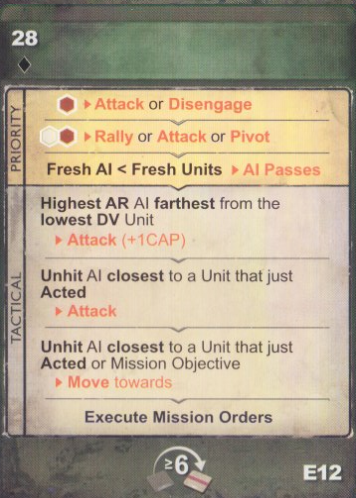 28
PRIORITY
Attack or Disengage
Rally or Attack or Pivot
Fresh AI < Fresh Units ▸ AI Passes
TACTICAL
Highest AR AI farthest from the
lowest DV Unit
▸ Attack (+1CAP)
Unhit AI closest to a Unit that just
Acted
▸ Attack
Unhit AI closest to a Unit that just
Acted or Mission Objective
▸ Move towards
Execute Mission Orders
≥6
E12